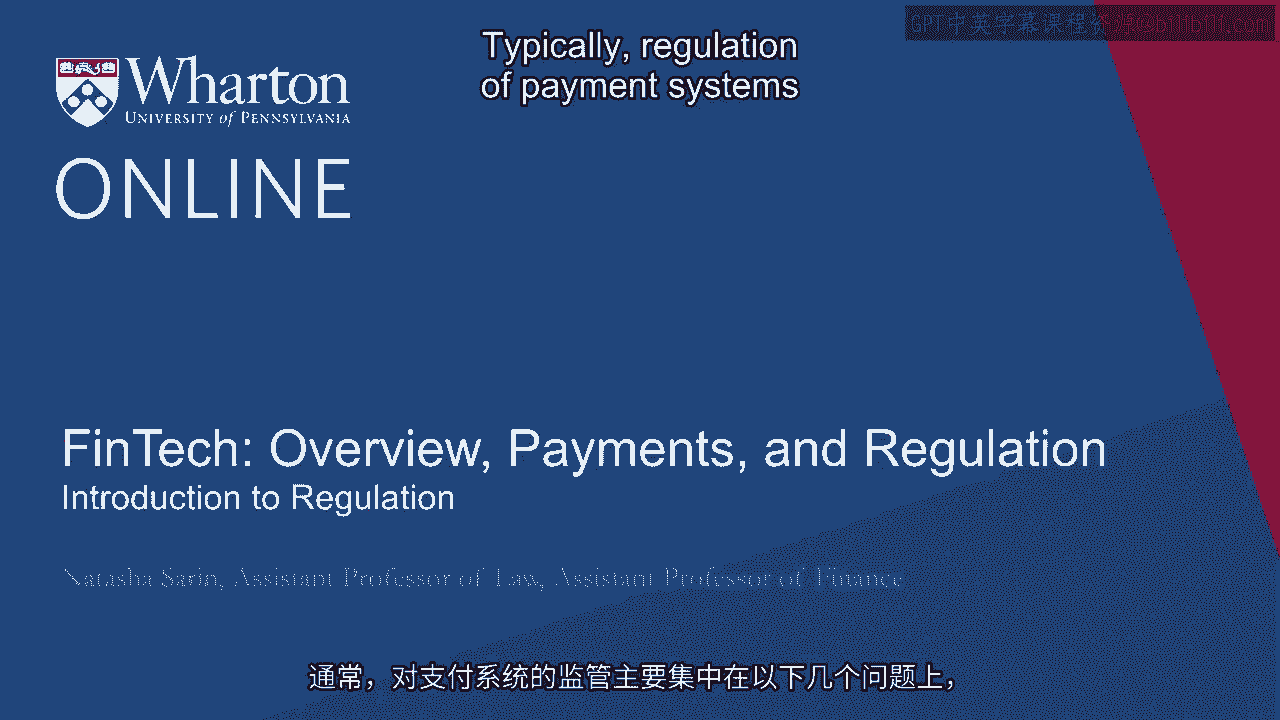 GPT中英字幕课程资源
Typically, regulation
of payment systems
Wharton
UNIVERSITY of PENNSYLVANIA
ONLINE
FinTech: Overview, Payments, and Regulation
Introduction to Regulation
Natasha Sarin, Assistant Professor of Law, Assistant Professor of Finance
通常，对支付系统的监管主要集中在以下几个问题上，